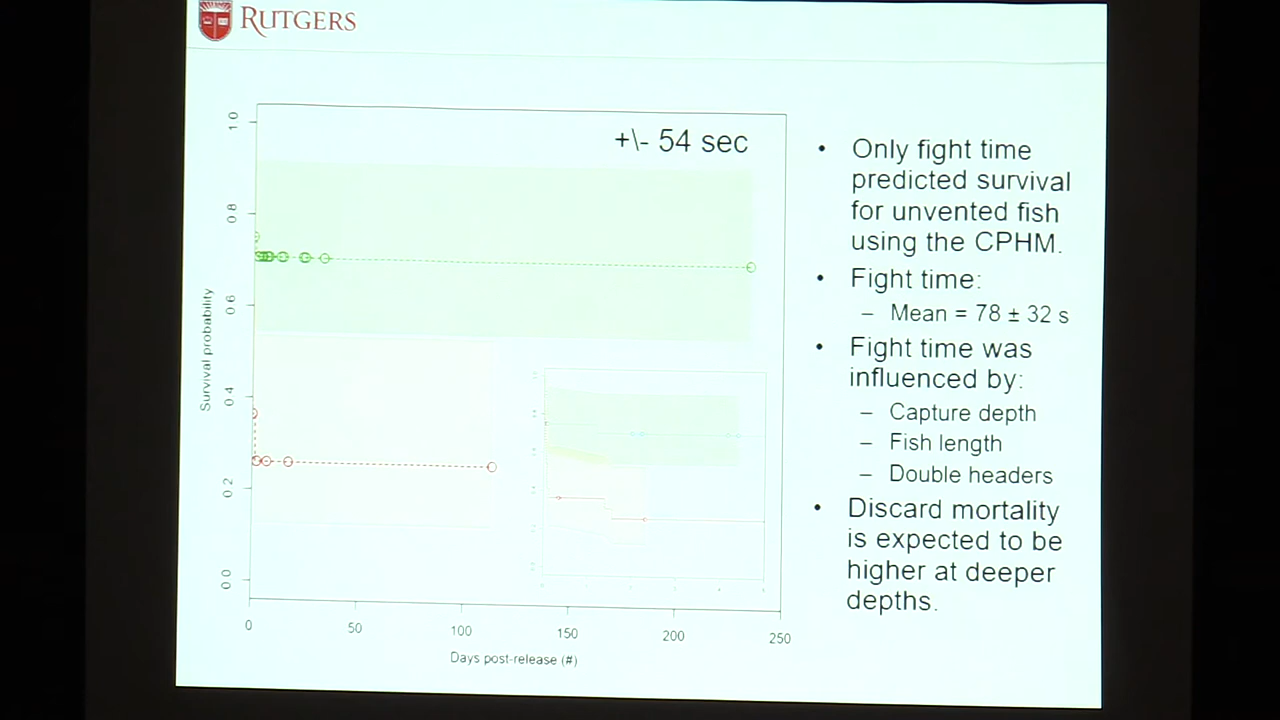 RUTGERS
+\- 54 sec
1.0
0.8
0.6
0.4
0.2
0.0
Survival probability
0
50
100
150
200
250
Days post-release (#)
• Only fight time
predicted survival
for unvented fish
using the CPHM.
• Fight time:
– Mean = 78 ± 32 s
• Fight time was
influenced by:
– Capture depth
– Fish length
– Double headers
• Discard mortality
is expected to be
higher at deeper
depths.